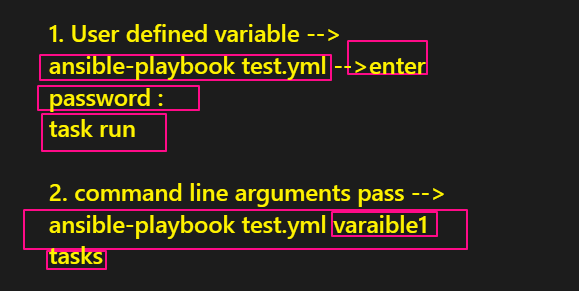 1. User defined variable -->
ansible-playbook test.yml -->enter
password :
task run
2. command line arguments pass -->
ansible-playbook test.yml varaible1
tasks